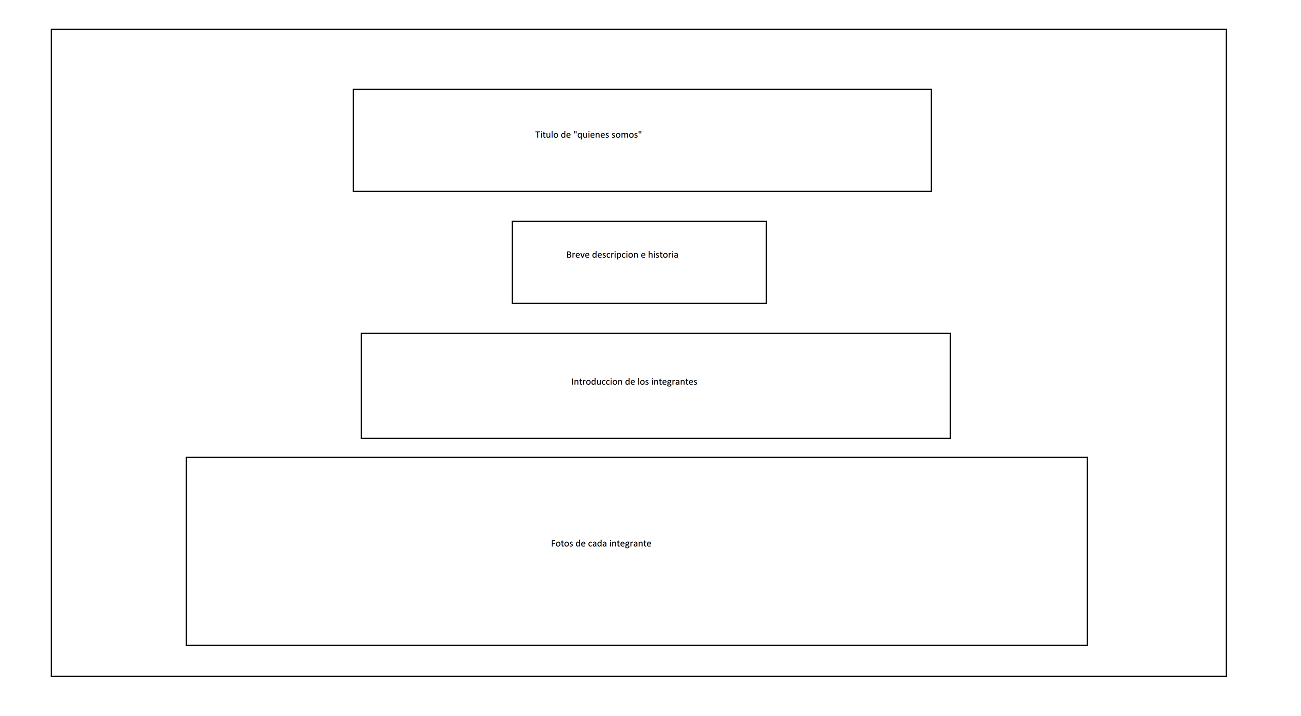 Titulo de "quienes somos"
Breve descripcion e historia
Introduccion de los integrantes
Fotos de cada integrante